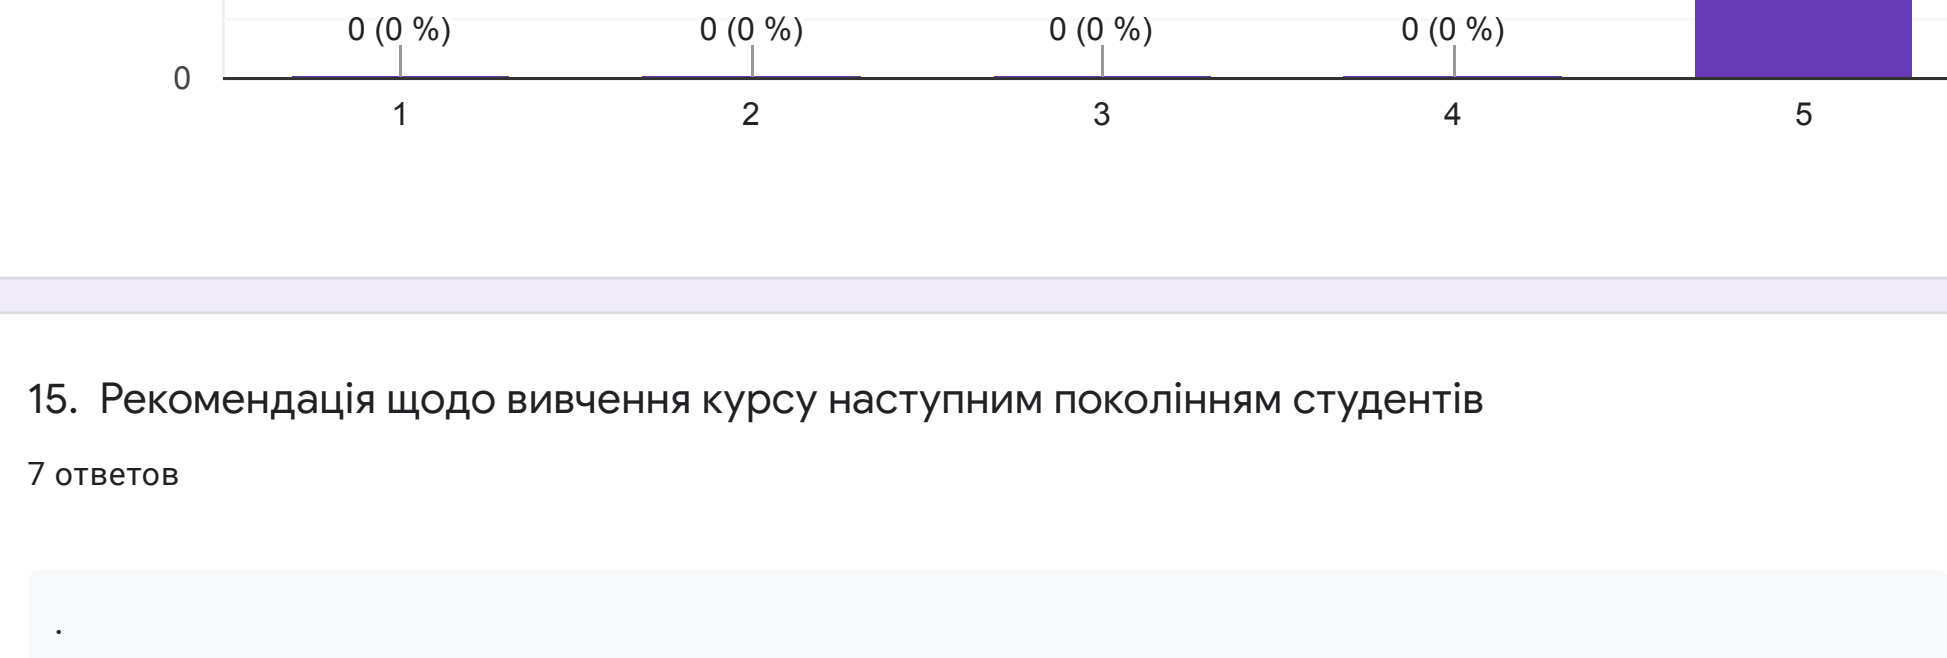 0 (0 %) 0 (0 %) 0 (0 %) 0 (0 %)
0
1 2 3 4 5
15. Рекомендація щодо вивчення курсу наступним поколінням студентів
7 ответов
.